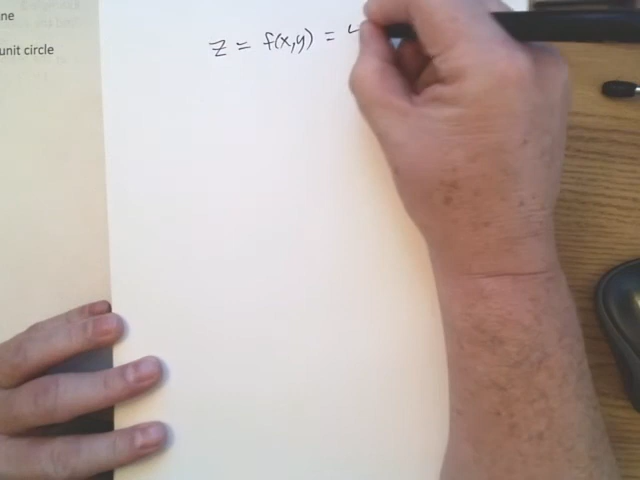 ne
unit circle
z = f(x,y) =